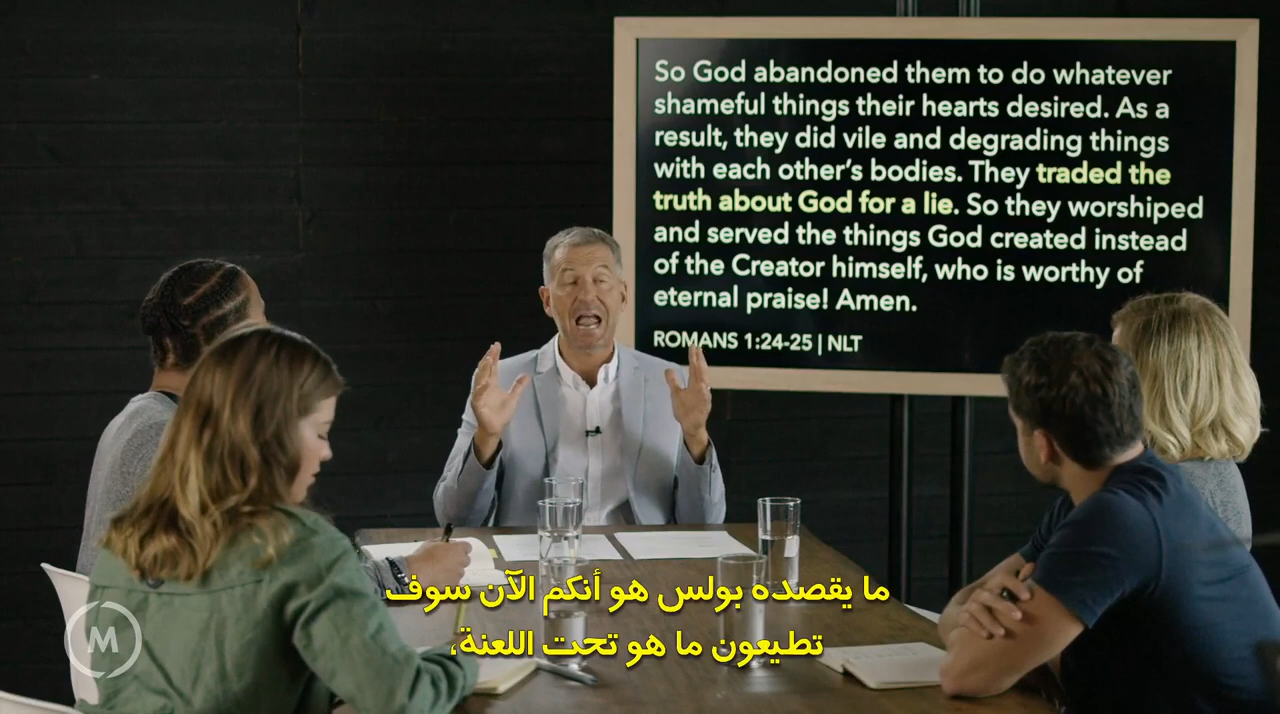 So God abandoned them to do whatever
shameful things their hearts desired. As a
result, they did vile and degrading things
with each other's bodies. They traded the
truth about God for a lie. So they worshiped
and served the things God created instead
of the Creator himself, who is worthy of
eternal praise! Amen.
ROMANS 1:24-25 | NLT
ما يقصده بولس هو أنكم الآن سوف
تطيعون ما هو تحت اللعنة،
M